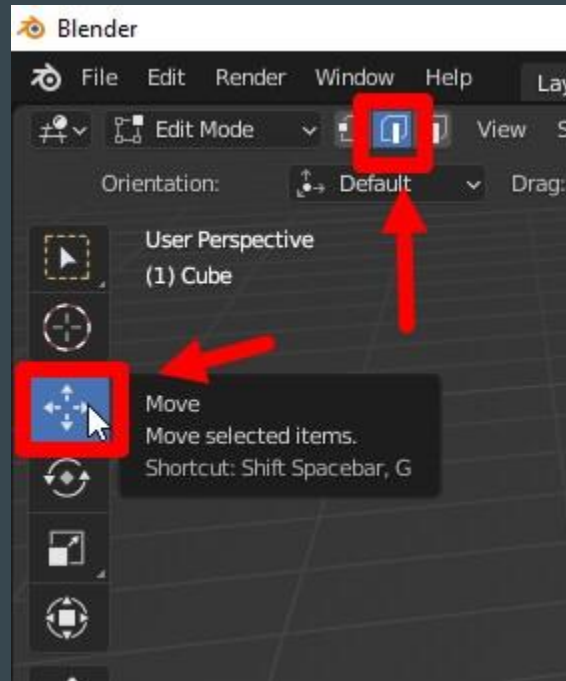 Blender
File Edit Render Window Help Lay
Edit Mode View S
Orientation: Default Drag:
User Perspective
(1) Cube
Move
Move selected items.
Shortcut: Shift Spacebar, G